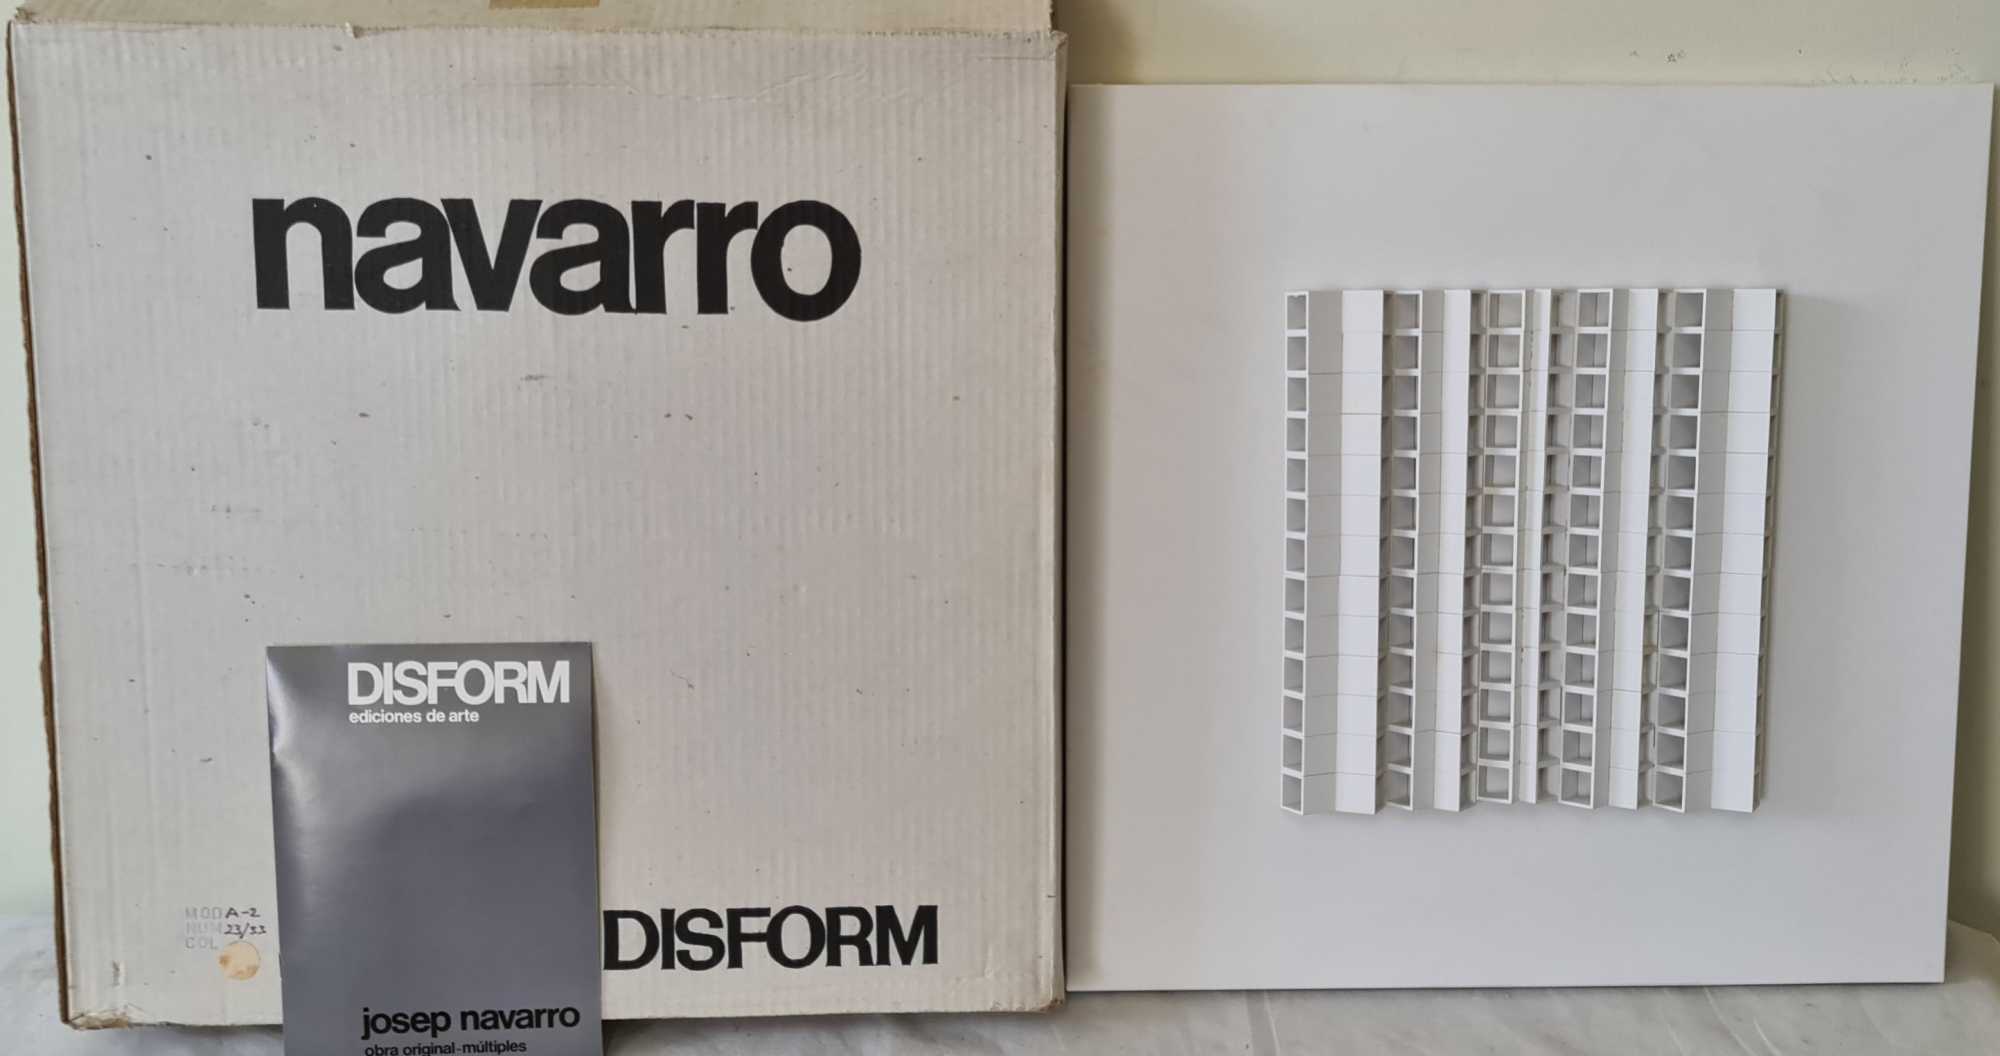 navarro
MOD A-2
NUM 23/33
COL
DISFORM
DISFORM
ediciones de arte
josep navarro
obra original-múltiples